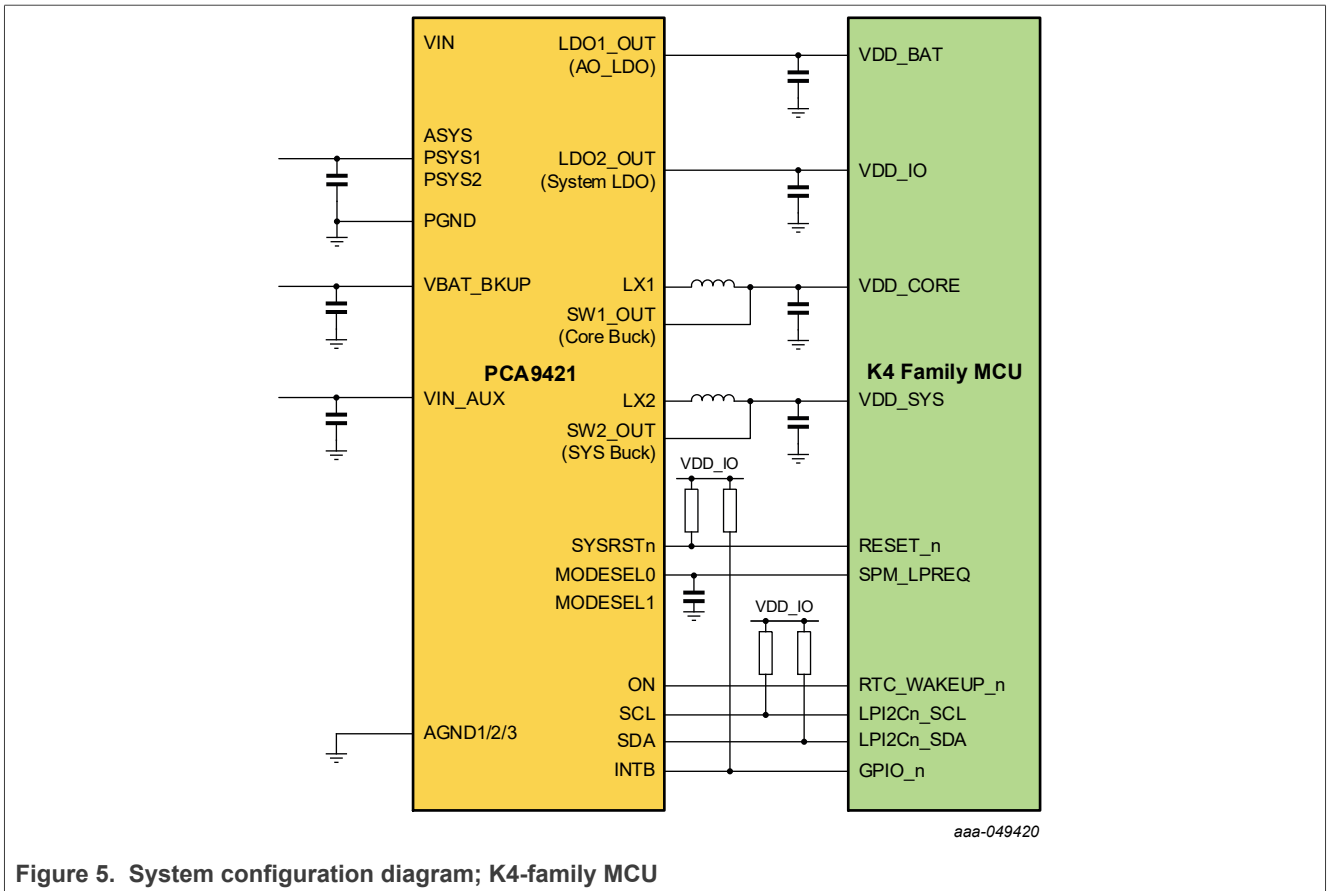 VIN
ASYS
PSYS1
PSYS2
PGND
VBAT_BKUP
VIN_AUX
AGND1/2/3
PCA9421
LDO1_OUT
(AO_LDO)
LDO2_OUT
(System LDO)
LX1
SW1_OUT
(Core Buck)
LX2
SW2_OUT
(SYS Buck)
SYSRSTn
MODESEL0
MODESEL1
ON
SCL
SDA
INTB
VDD_IO
VDD_IO
VDD_BAT
VDD_IO
VDD_CORE
K4 Family MCU
VDD_SYS
RESET_n
SPM_LPREQ
RTC_WAKEUP_n
LPI2Cn_SCL
LPI2Cn_SDA
GPIO_n
aaa-049420
Figure 5. System configuration diagram; K4-family MCU